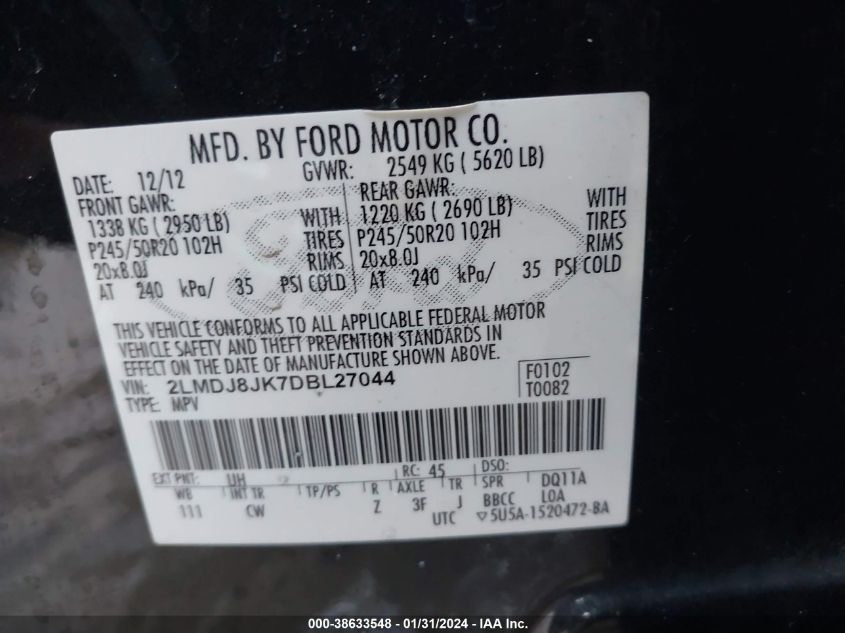 MFD. BY FORD MOTOR CO.
DATE: 12/12 GVWR: 2549 KG ( 5620 LB)
FRONT GAWR: REAR GAWR:
1338 KG ( 2950 LB) WITH 1220 KG ( 2690 LB) WITH
P245/50R20 102H TIRES P245/50R20 102H TIRES
20x8.0J RIMS 20x8.0J RIMS
AT 240 kPa/ 35 PSI COLD AT 240 kPa/ 35 PSI COLD
Ford
THIS VEHICLE CONFORMS TO ALL APPLICABLE FEDERAL MOTOR
VEHICLE SAFETY AND THEFT PREVENTION STANDARDS IN
EFFECT ON THE DATE OF MANUFACTURE SHOWN ABOVE.
VIN: 2LMDJ8JK7DBL27044 F0102
TYPE: MPV T0082
EXT PNT: UH RC: 45 DSO:
WB INT TR TP/PS R AXLE TR SPR DQ11A
111 CW Z 3F J BBCC LOA
UTC ▽5U5A-1520472-BA
000-38633548 - 01/31/2024 - IAA Inc.